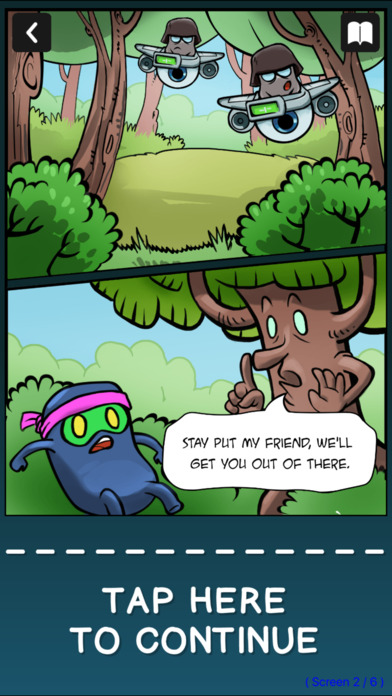 STAY PUT MY FRIEND, WE'LL
GET YOU OUT OF THERE.
TAP HERE
TO CONTINUE
( Screen 2 / 6 )